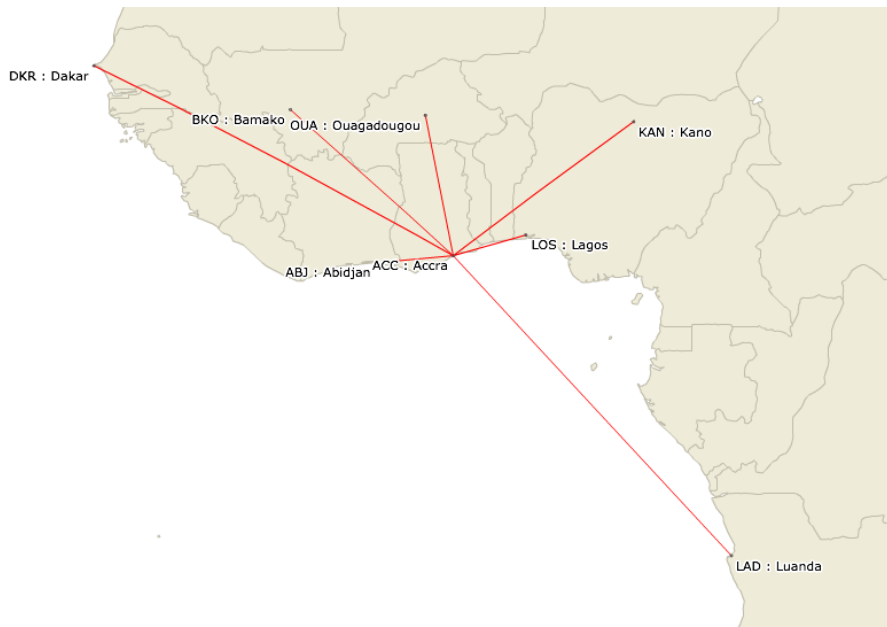 DKR : Dakar
BKO : Bamako
OUA : Ouagadougou
KAN : Kano
LOS : Lagos
ACC : Accra
ABJ : Abidjan
LAD : Luanda